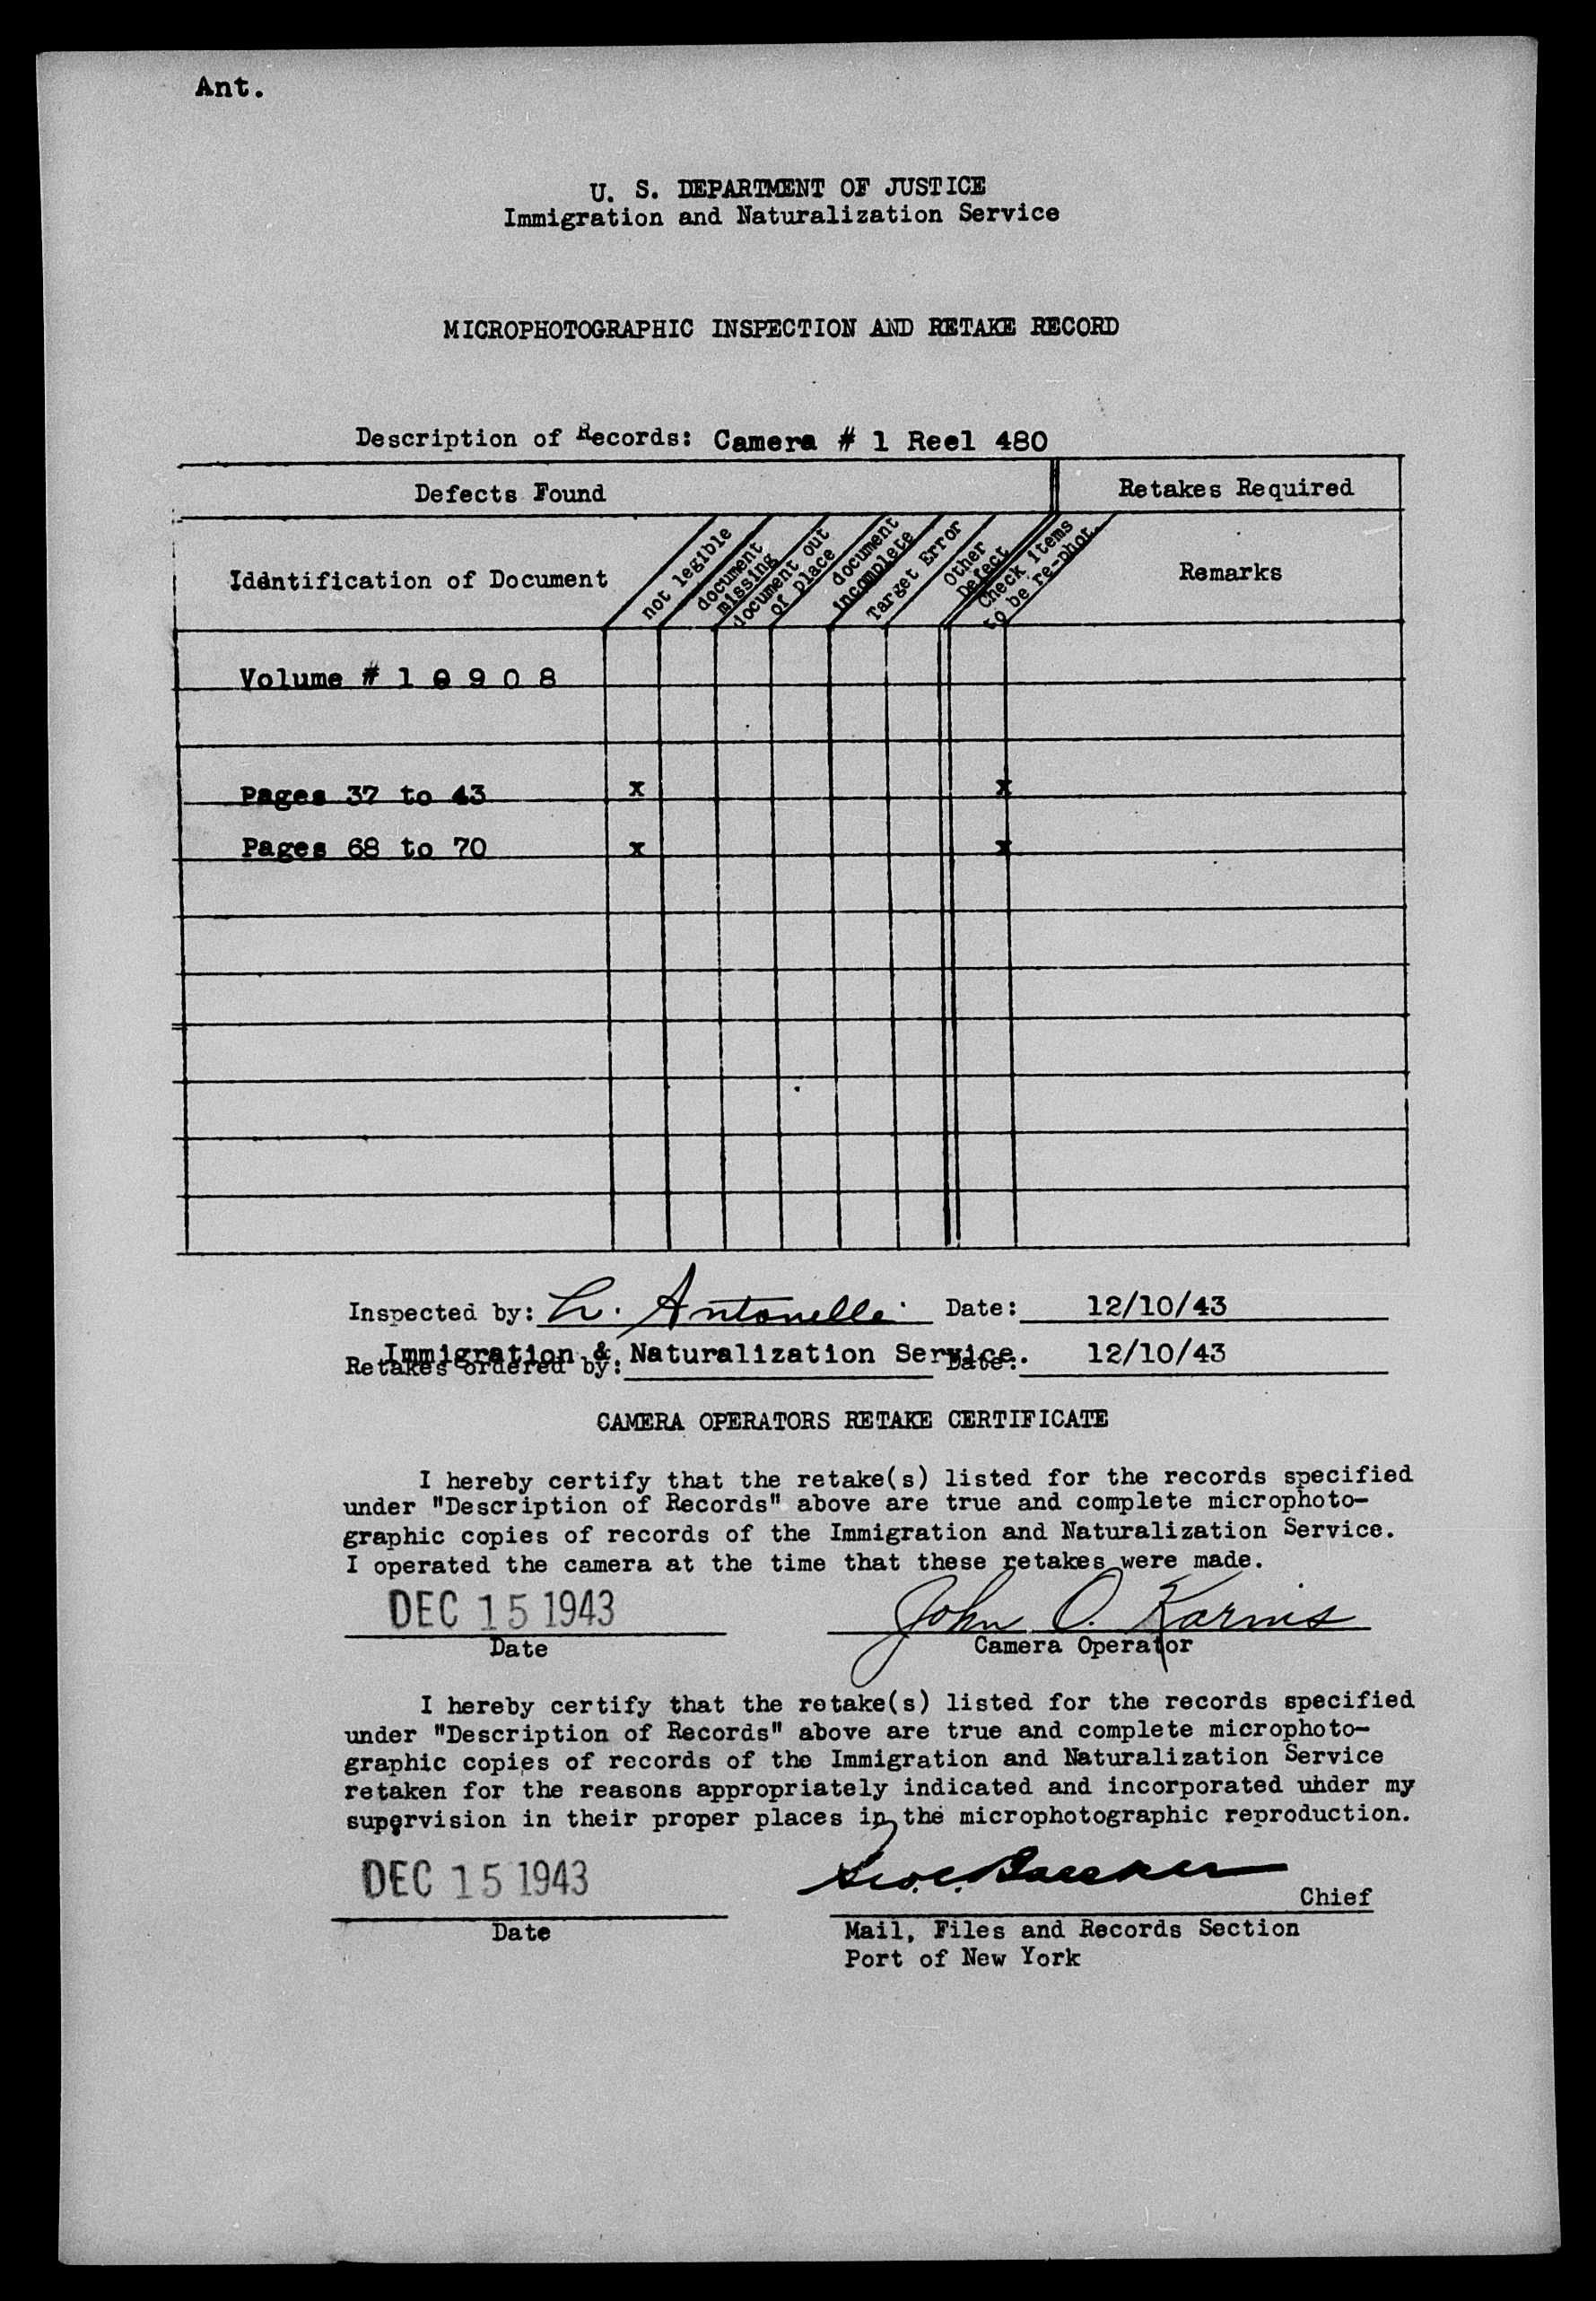 Ant.
U. S. DEPARTMENT OF JUSTICE
Immigration and Naturalization Service
MICROPHOTOGRAPHIC INSPECTION AND RETAKE RECORD
Description of Records: Camera # 1 Reel 480
Defects Found
Retakes Required
Identification of Document
not legible
document missing
document out of place
document incomplete
Target Error
Other Defect
Check items to be re-phot.
Remarks
Volume # 1 0 9 0 8
Pages 37 to 43 x x
Pages 68 to 70 x x
Inspected by: L. Antonelli Date: 12/10/43
Immigration & Naturalization Service. 12/10/43
Retakes ordered by: Date:
CAMERA OPERATORS RETAKE CERTIFICATE
I hereby certify that the retake(s) listed for the records specified
under "Description of Records" above are true and complete microphoto-
graphic copies of records of the Immigration and Naturalization Service.
I operated the camera at the time that these retakes were made.
DEC 15 1943 John O.
Date Camera Operator
I hereby certify that the retake(s) listed for the records specified
under "Description of Records" above are true and complete microphoto-
graphic copies of records of the Immigration and Naturalization Service
retaken for the reasons appropriately indicated and incorporated under my
supervision in their proper places in the microphotographic reproduction.
DEC 15 1943
Chief
Date Mail, Files and Records Section
Port of New York